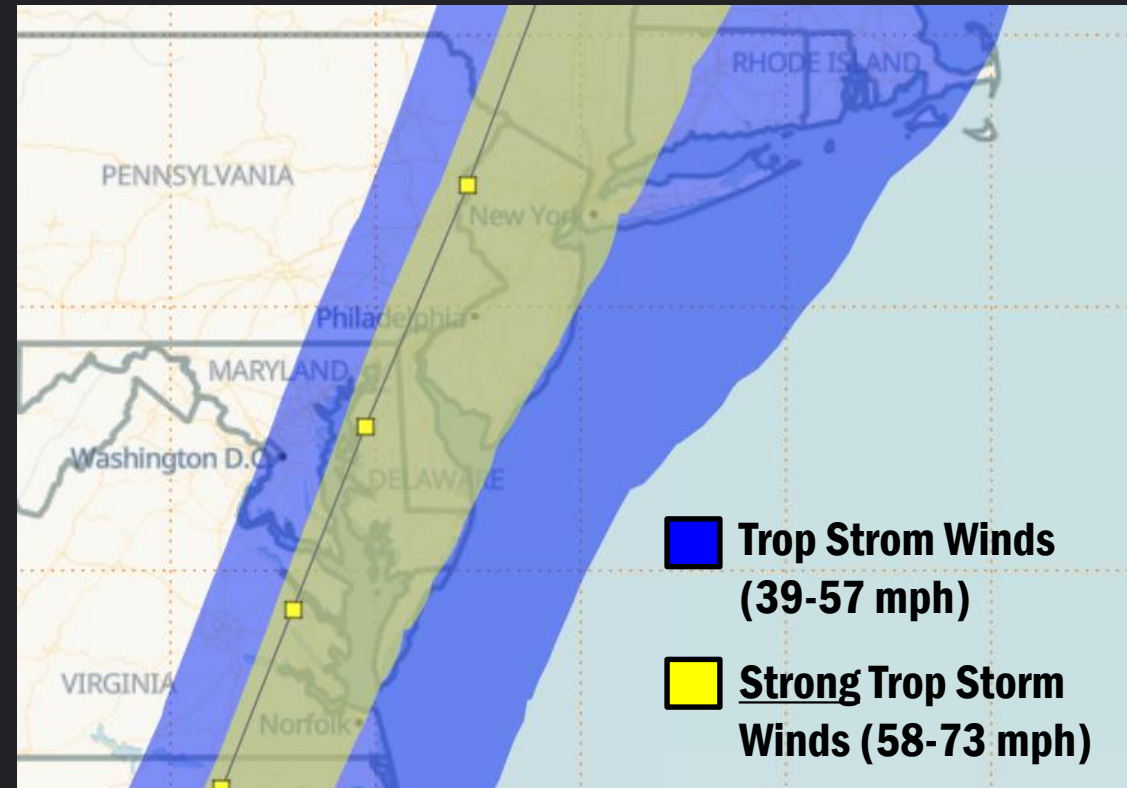 RHODE ISLAND
PENNSYLVANIA
New York
Philadelphia
MARYLAND
Washington D.C.
DELAWARE
VIRGINIA
Norfolk
Trop Strom Winds
(39-57 mph)
Strong Trop Storm
Winds (58-73 mph)